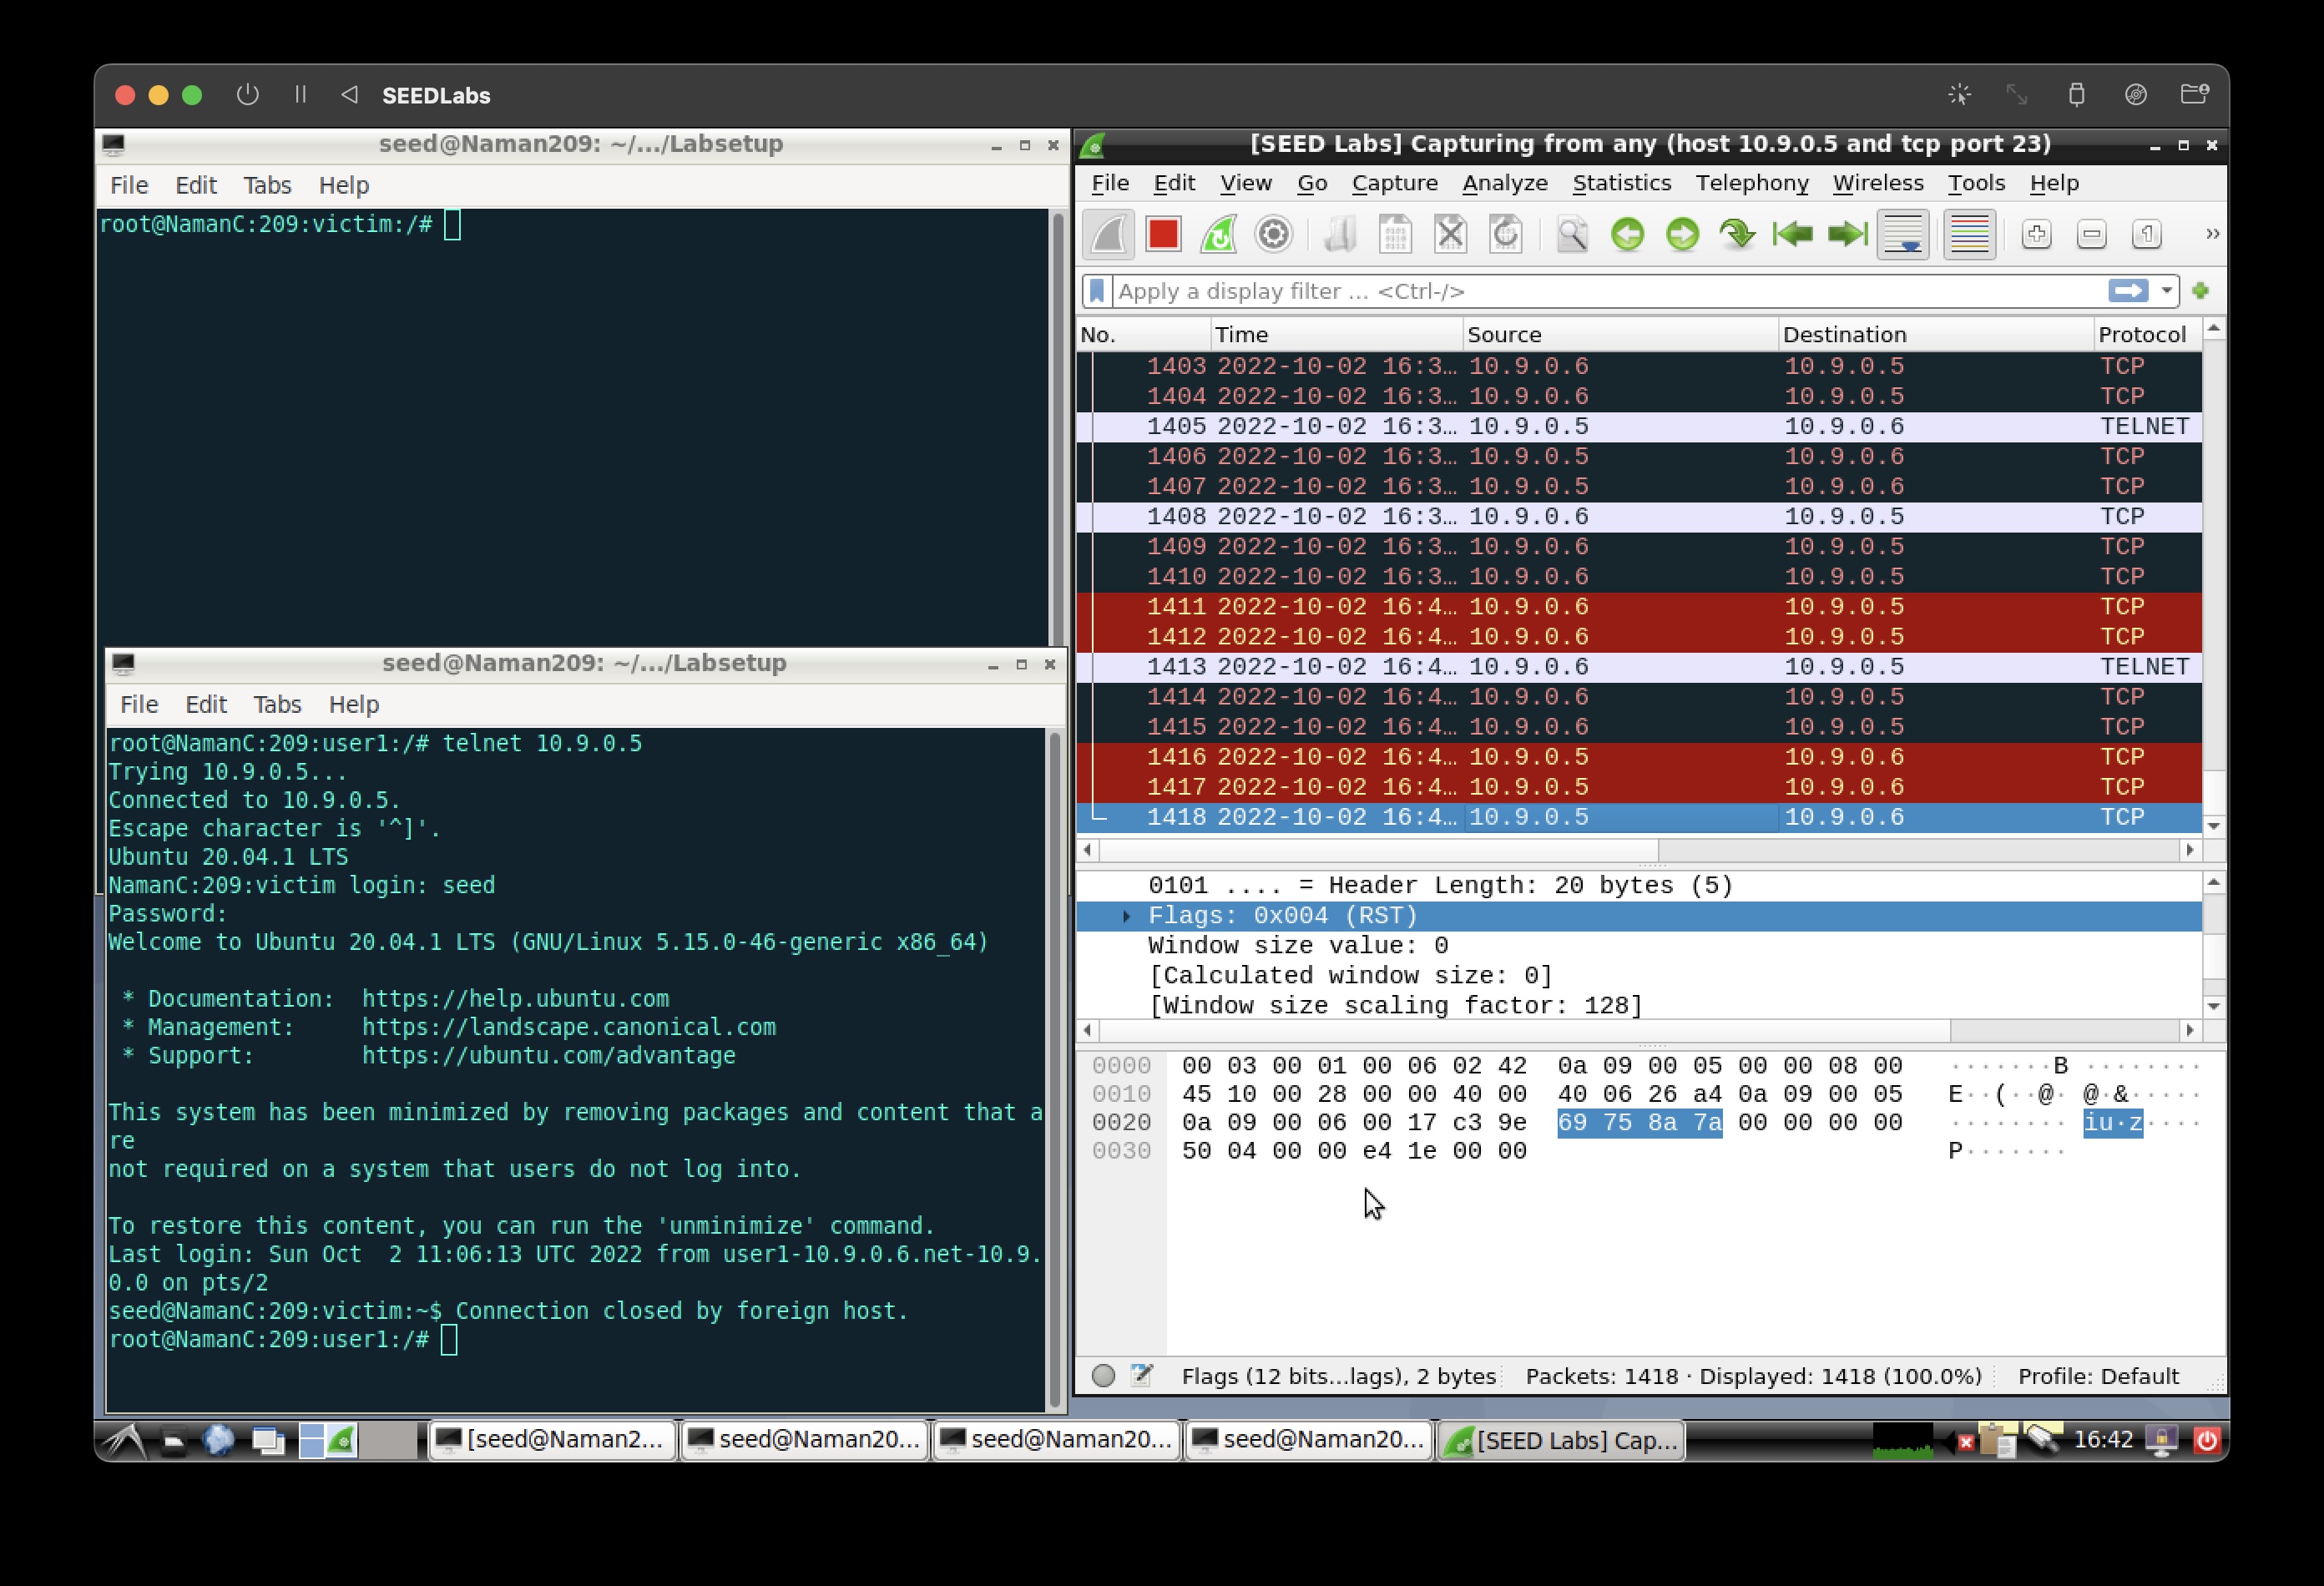 SEEDLabs
seed@Naman209: ~/.../Labsetup
File Edit Tabs Help
root@NamanC:209:victim:/#
seed@Naman209: ~/.../Labsetup
File Edit Tabs Help
root@NamanC:209:user1:/# telnet 10.9.0.5
Trying 10.9.0.5...
Connected to 10.9.0.5.
Escape character is '^]'.
Ubuntu 20.04.1 LTS
NamanC:209:victim login: seed
Password:
Welcome to Ubuntu 20.04.1 LTS (GNU/Linux 5.15.0-46-generic x86_64)
* Documentation: https://help.ubuntu.com
* Management: https://landscape.canonical.com
* Support: https://ubuntu.com/advantage
This system has been minimized by removing packages and content that a
re
not required on a system that users do not log into.
To restore this content, you can run the 'unminimize' command.
Last login: Sun Oct 2 11:06:13 UTC 2022 from user1-10.9.0.6.net-10.9.
0.0 on pts/2
seed@NamanC:209:victim:~$ Connection closed by foreign host.
root@NamanC:209:user1:/#
[SEED Labs] Capturing from any (host 10.9.0.5 and tcp port 23)
File Edit View Go Capture Analyze Statistics Telephony Wireless Tools Help
Apply a display filter ... <Ctrl-/>
No. Time Source Destination Protocol
1403 2022-10-02 16:3… 10.9.0.6 10.9.0.5 TCP
1404 2022-10-02 16:3… 10.9.0.6 10.9.0.5 TCP
1405 2022-10-02 16:3… 10.9.0.5 10.9.0.6 TELNET
1406 2022-10-02 16:3… 10.9.0.5 10.9.0.6 TCP
1407 2022-10-02 16:3… 10.9.0.5 10.9.0.6 TCP
1408 2022-10-02 16:3… 10.9.0.6 10.9.0.5 TCP
1409 2022-10-02 16:3… 10.9.0.6 10.9.0.5 TCP
1410 2022-10-02 16:3… 10.9.0.6 10.9.0.5 TCP
1411 2022-10-02 16:4… 10.9.0.6 10.9.0.5 TCP
1412 2022-10-02 16:4… 10.9.0.6 10.9.0.5 TCP
1413 2022-10-02 16:4… 10.9.0.6 10.9.0.5 TELNET
1414 2022-10-02 16:4… 10.9.0.6 10.9.0.5 TCP
1415 2022-10-02 16:4… 10.9.0.6 10.9.0.5 TCP
1416 2022-10-02 16:4… 10.9.0.5 10.9.0.6 TCP
1417 2022-10-02 16:4… 10.9.0.5 10.9.0.6 TCP
1418 2022-10-02 16:4… 10.9.0.5 10.9.0.6 TCP
0101 .... = Header Length: 20 bytes (5)
Flags: 0x004 (RST)
Window size value: 0
[Calculated window size: 0]
[Window size scaling factor: 128]
0000 00 03 00 01 00 06 02 42 0a 09 00 05 00 00 08 00 ·······B ········
0010 45 10 00 28 00 00 40 00 40 06 26 a4 0a 09 00 05 E··(··@· @·&·····
0020 0a 09 00 06 00 17 c3 9e 69 75 8a 7a 00 00 00 00 ········ iu·z····
0030 50 04 00 00 e4 1e 00 00 P·······
Flags (12 bits...lags), 2 bytes Packets: 1418 · Displayed: 1418 (100.0%) Profile: Default
[seed@Naman2... seed@Naman20... seed@Naman20... seed@Naman20... [SEED Labs] Cap... 16:42